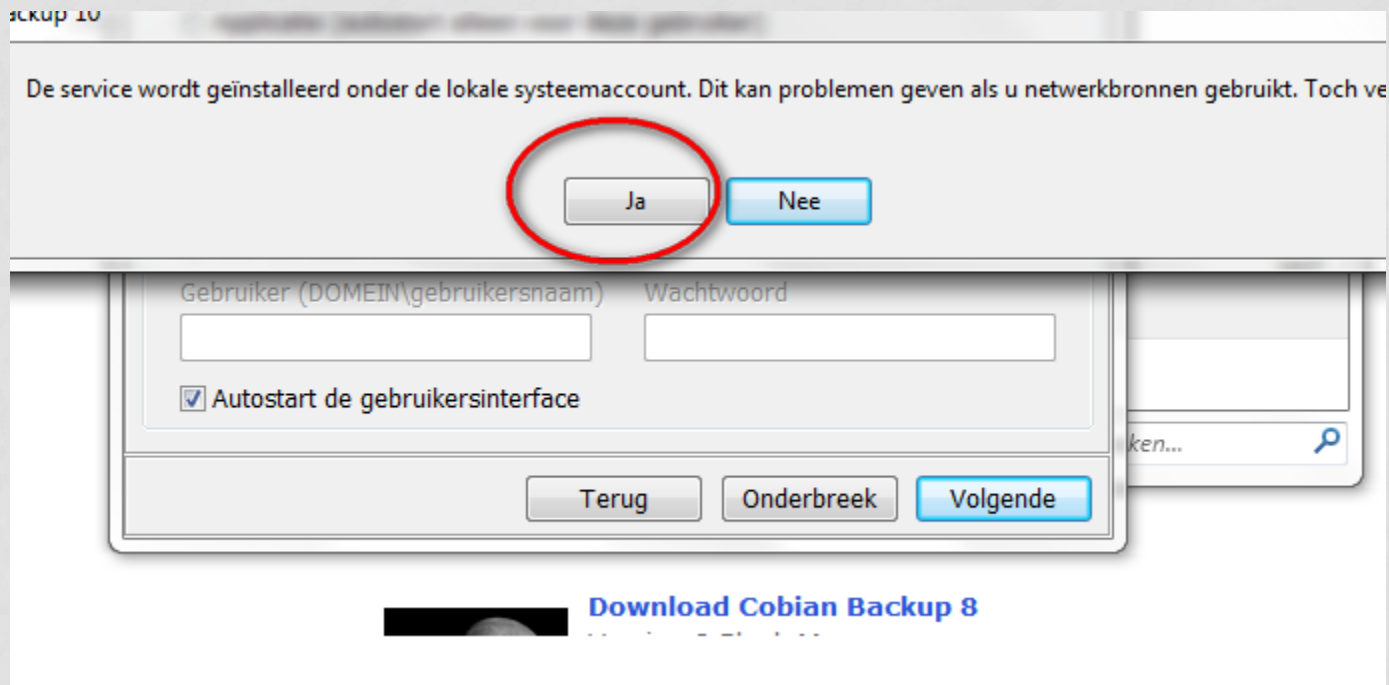 ackup 10
De service wordt geïnstalleerd onder de lokale systeemaccount. Dit kan problemen geven als u netwerkbronnen gebruikt. Toch ve
Ja
Nee
Gebruiker (DOMEIN\gebruikersnaam)
Wachtwoord
Autostart de gebruikersinterface
ken...
Terug
Onderbreek
Volgende
Download Cobian Backup 8